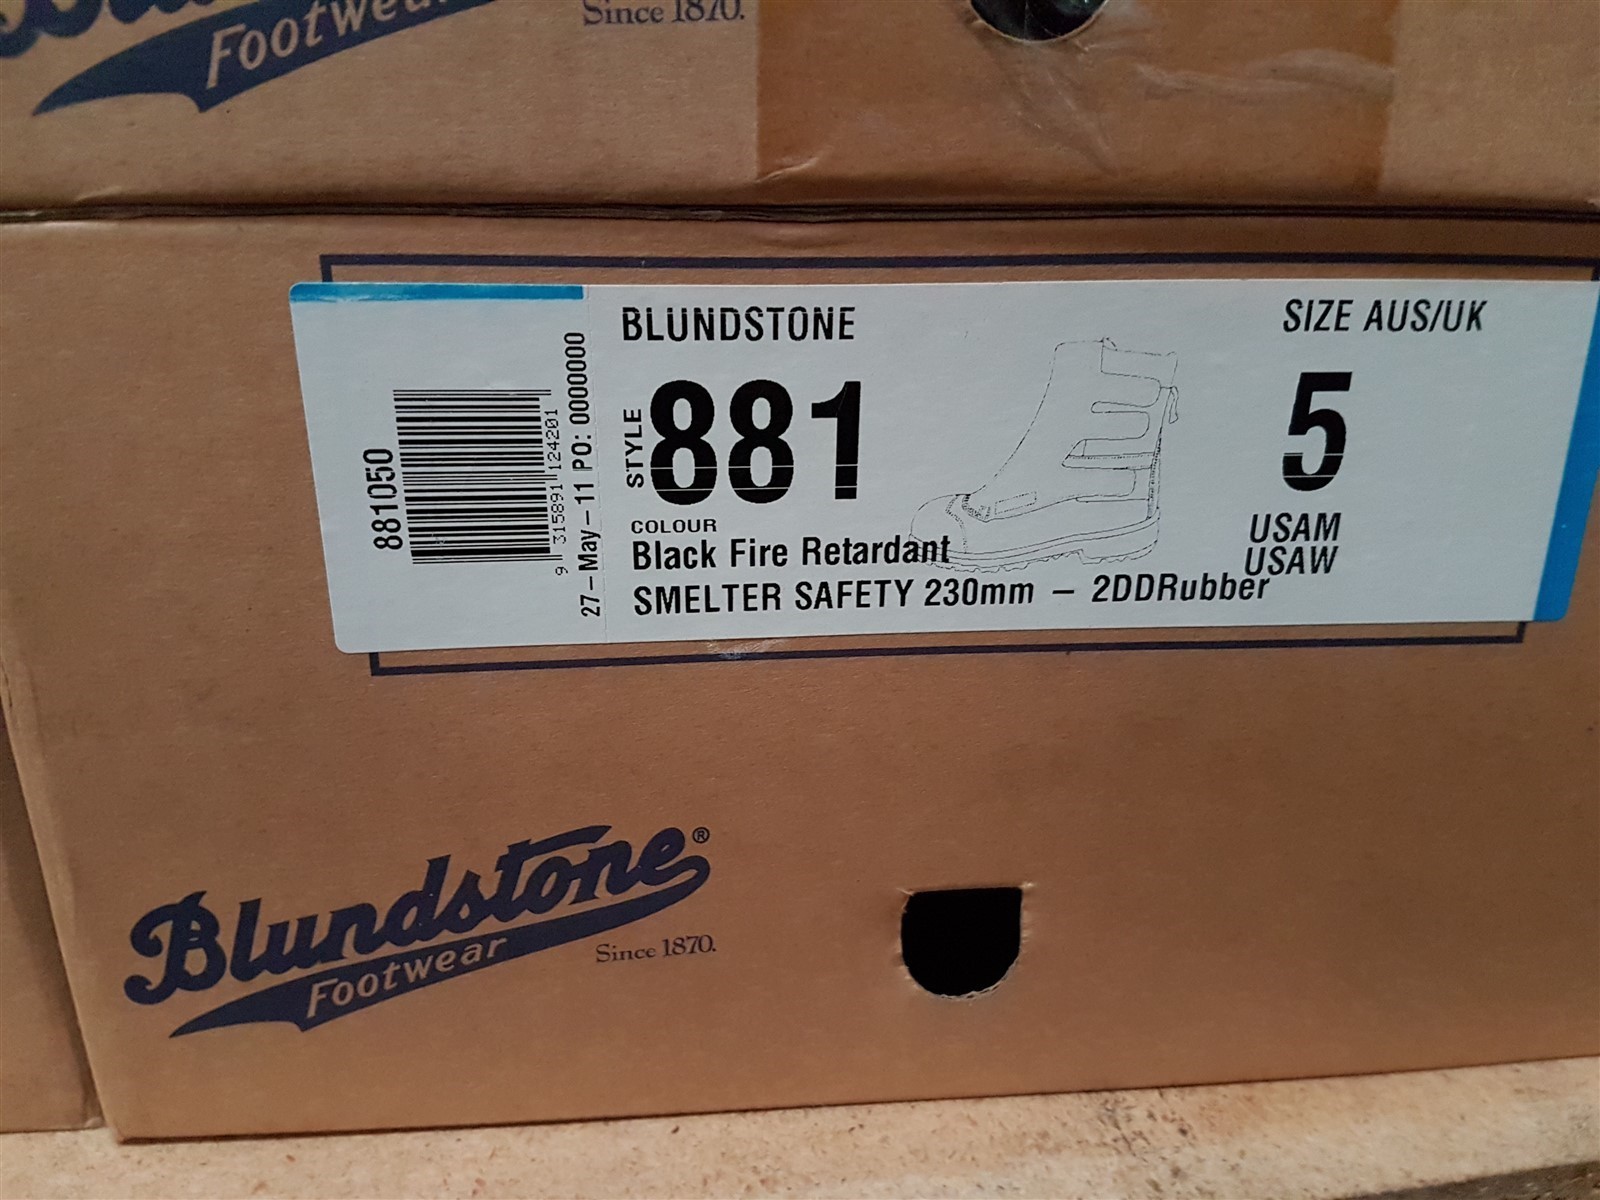 Footwear
Since 1870.
881050
9 315891 124201
27-May-11 PO: 0000000
BLUNDSTONE
STYLE
881
COLOUR
Black Fire Retardant
SMELTER SAFETY 230mm - 2DDRubber
SIZE AUS/UK
5
USAM
USAW
Blundstone®
Footwear
Since 1870.